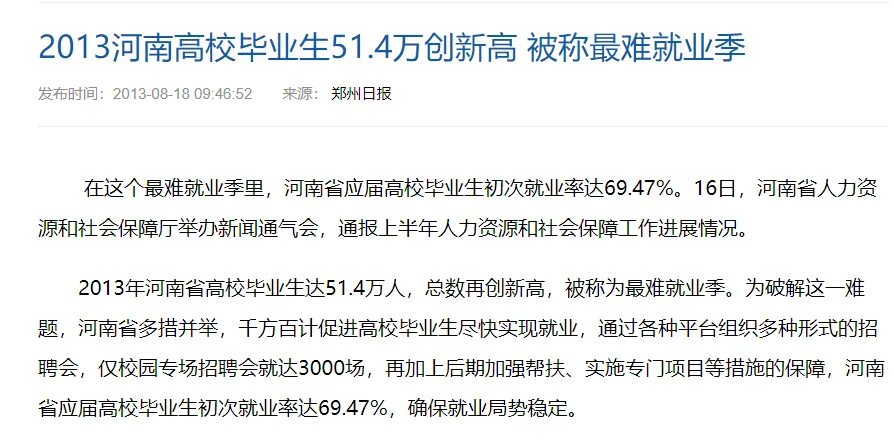 2013河南高校毕业生51.4万创新高 被称最难就业季
发布时间：2013-08-18 09:46:52 来源： 郑州日报
在这个最难就业季里，河南省应届高校毕业生初次就业率达69.47%。16日，河南省人力资
源和社会保障厅举办新闻通气会，通报上半年人力资源和社会保障工作进展情况。
2013年河南省高校毕业生达51.4万人，总数再创新高，被称为最难就业季。为破解这一难
题，河南省多措并举，千方百计促进高校毕业生尽快实现就业，通过各种平台组织多种形式的招
聘会，仅校园专场招聘会就达3000场，再加上后期加强帮扶、实施专门项目等措施的保障，河南
省应届高校毕业生初次就业率达69.47%，确保就业局势稳定。